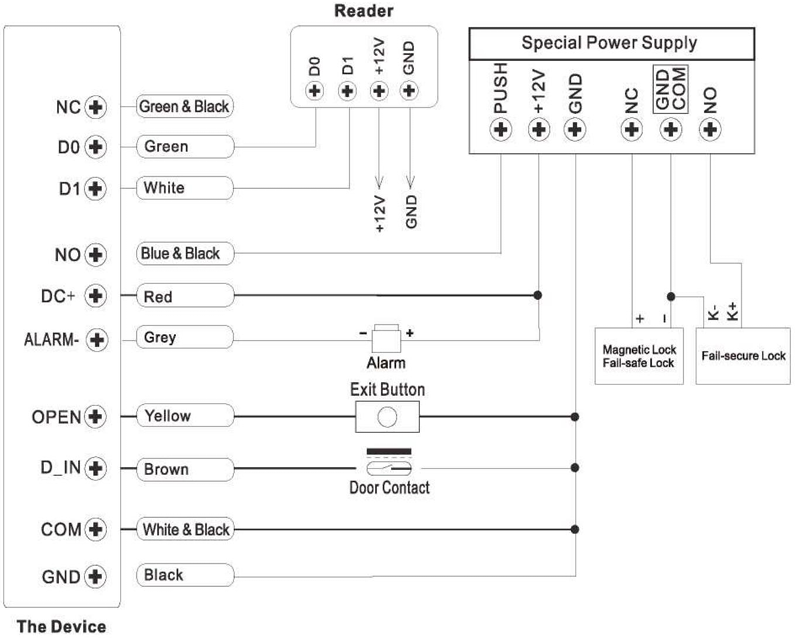 Reader
D0
D1
+12V
GND
Special Power Supply
PUSH
+12V
GND
NC
GND
COM
NO
NC
Green & Black
D0
Green
D1
White
+12V
GND
NO
Blue & Black
DC+
Red
ALARM-
Grey
-
+
Alarm
+
-
K-
K+
Magnetic Lock
Fail-safe Lock
Fail-secure Lock
Exit Button
OPEN
Yellow
D_IN
Brown
Door Contact
COM
White & Black
GND
Black
The Device